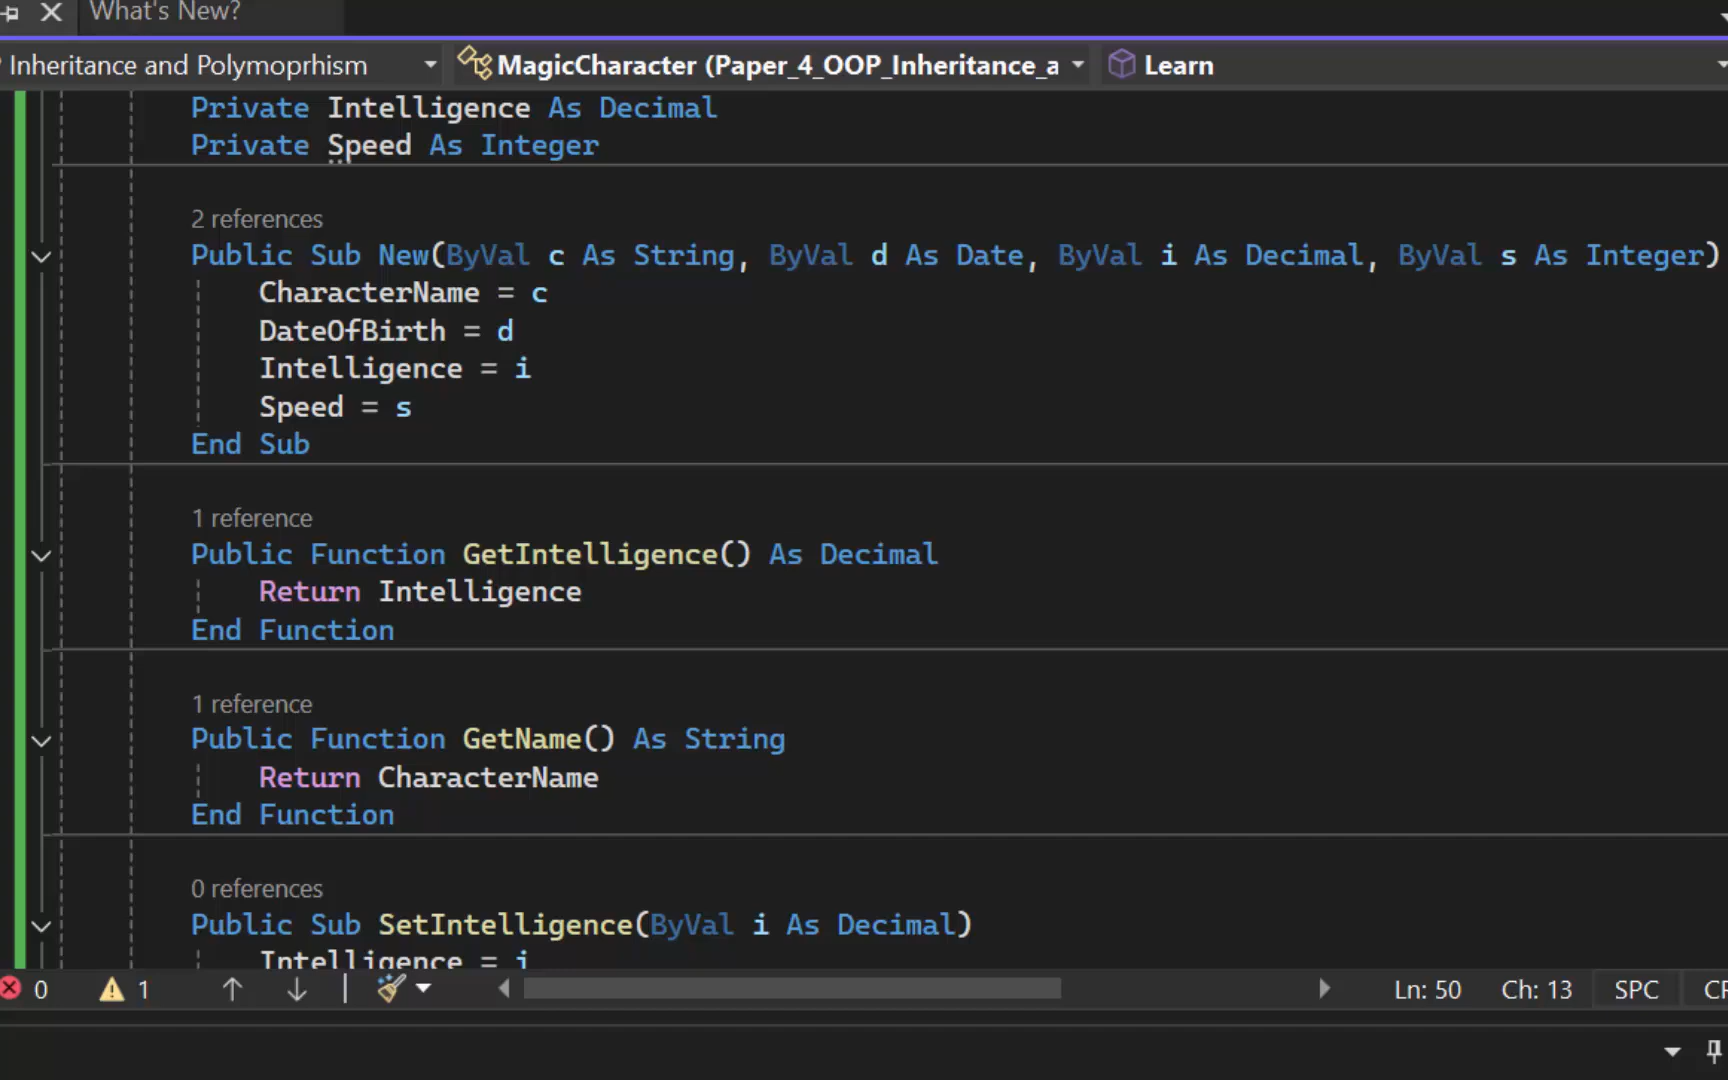 What's New?
Inheritance and Polymoprhism
MagicCharacter (Paper_4_OOP_Inheritance_a
Learn
Private Intelligence As Decimal
Private Speed As Integer
2 references
Public Sub New(ByVal c As String, ByVal d As Date, ByVal i As Decimal, ByVal s As Integer)
CharacterName = c
DateOfBirth = d
Intelligence = i
Speed = s
End Sub
1 reference
Public Function GetIntelligence() As Decimal
Return Intelligence
End Function
1 reference
Public Function GetName() As String
Return CharacterName
End Function
0 references
Public Sub SetIntelligence(ByVal i As Decimal)
Intelligence = i
0
1
Ln: 50
Ch: 13
SPC